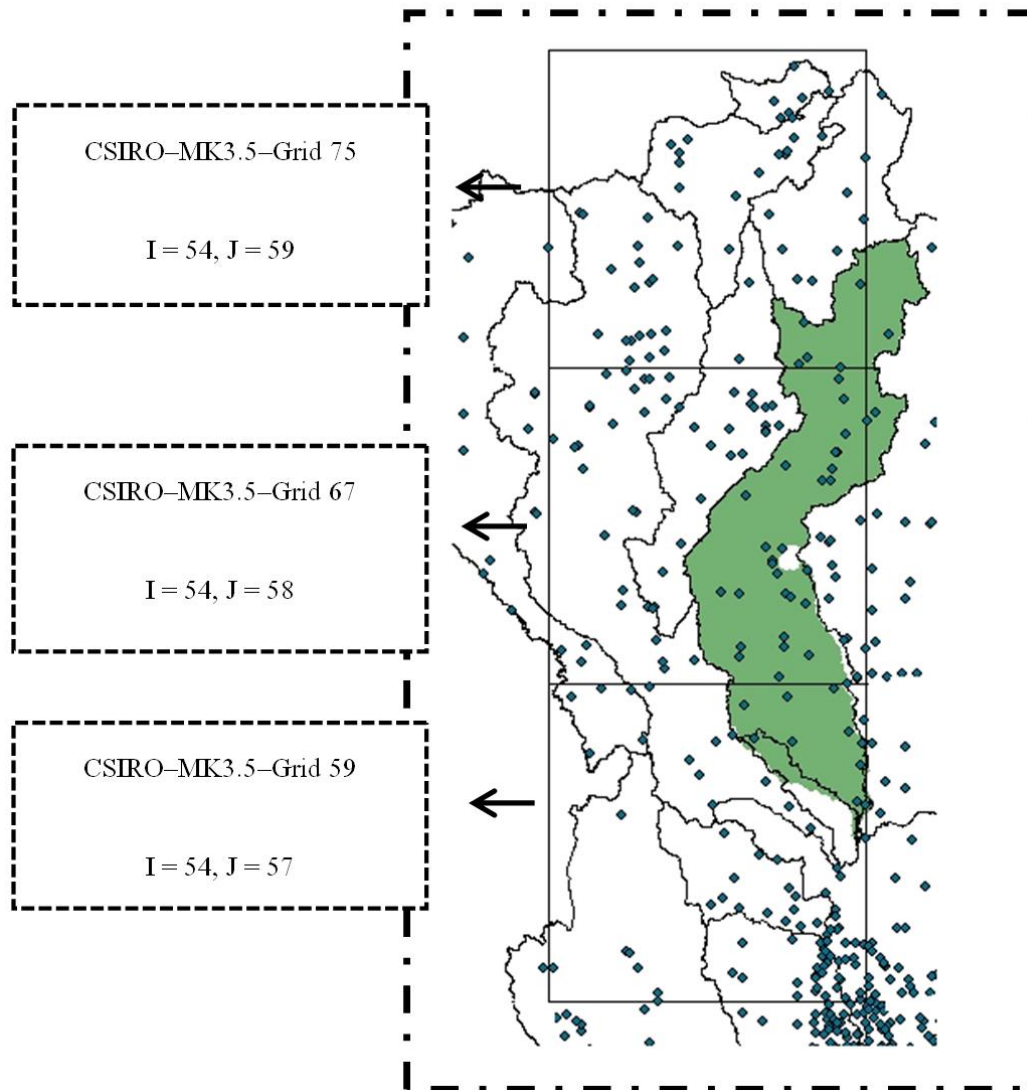 CSIRO–MK3.5–Grid 75
I = 54, J = 59
CSIRO–MK3.5–Grid 67
I = 54, J = 58
CSIRO–MK3.5–Grid 59
I = 54, J = 57